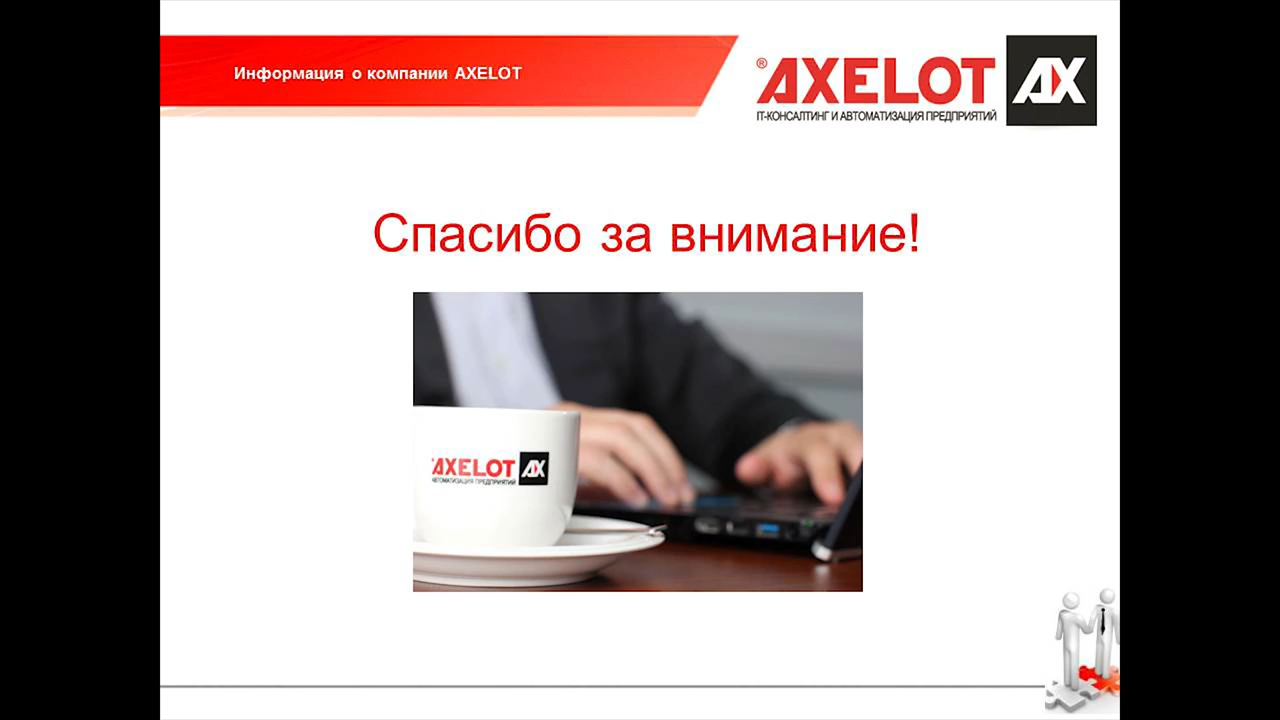 Информация о компании AXELOT
® AXELOT AX
IT-КОНСАЛТИНГ И АВТОМАТИЗАЦИЯ ПРЕДПРИЯТИЙ
Спасибо за внимание!
AXELOT AX
АВТОМАТИЗАЦИЯ ПРЕДПРИЯТИЙ